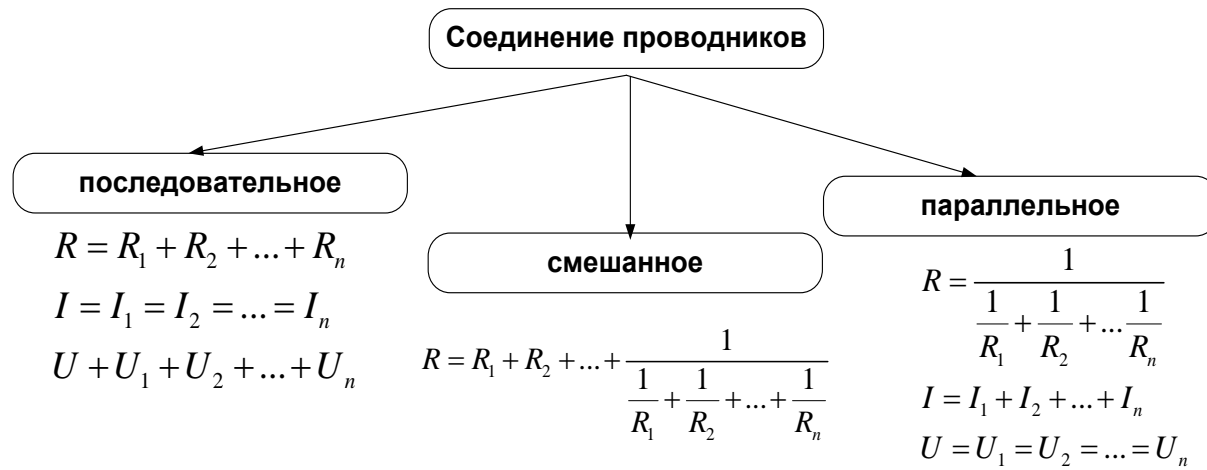 Соединение проводников
последовательное
R = R₁ + R₂ + ... + Rₙ
I = I₁ = I₂ = ... = Iₙ
U + U₁ + U₂ + ... + Uₙ
смешанное
R = R₁ + R₂ + ... + 1/(1/R₁ + 1/R₂ + ... + 1/Rₙ)
параллельное
R = 1/(1/R₁ + 1/R₂ + ... 1/Rₙ)
I = I₁ + I₂ + ... + Iₙ
U = U₁ = U₂ = ... = Uₙ